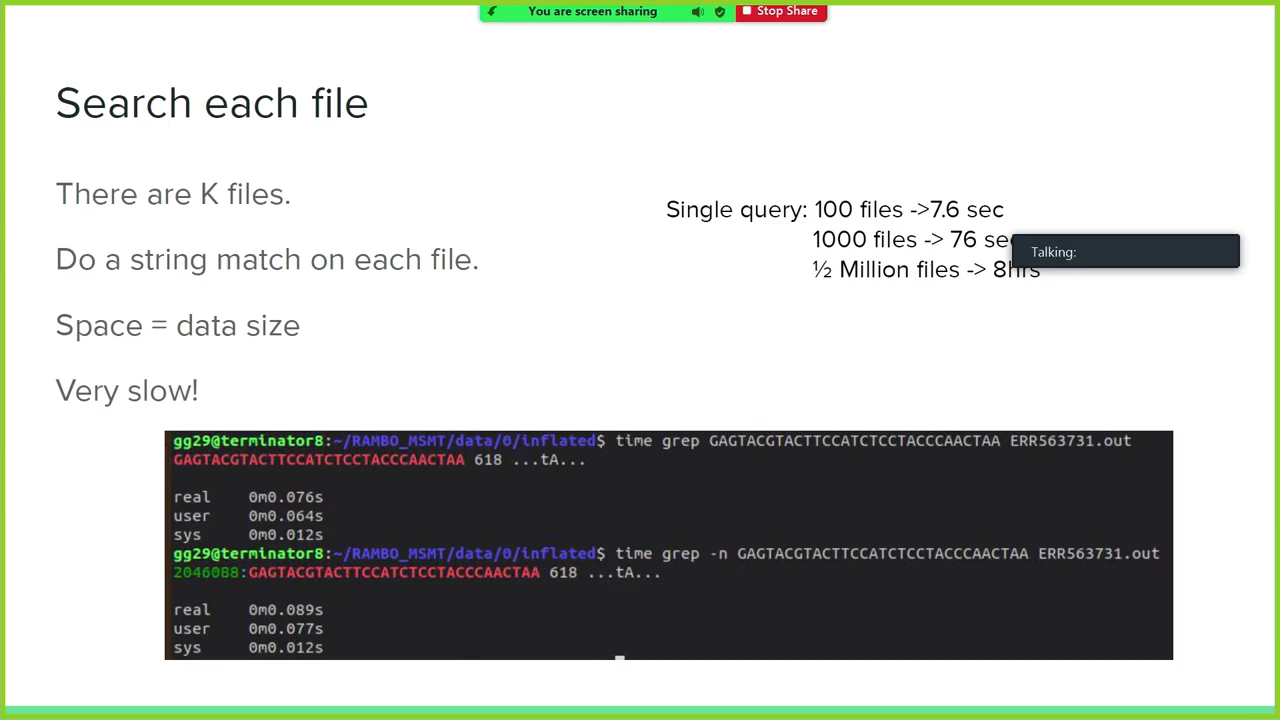 You are screen sharing
Stop Share
Search each file
There are K files.
Do a string match on each file.
Space = data size
Very slow!
Single query: 100 files ->7.6 sec
1000 files -> 76 sec
½ Million files -> 8hrs
Talking:
gg29@terminator8:~/RAMBO_MSMT/data/0/inflated$ time grep GAGTACGTACTTCCATCTCCTACCCAACTAA ERR563731.out
GAGTACGTACTTCCATCTCCTACCCAACTAA 618 ...tA...
real 0m0.076s
user 0m0.064s
sys 0m0.012s
gg29@terminator8:~/RAMBO_MSMT/data/0/inflated$ time grep -n GAGTACGTACTTCCATCTCCTACCCAACTAA ERR563731.out
2046088:GAGTACGTACTTCCATCTCCTACCCAACTAA 618 ...tA...
real 0m0.089s
user 0m0.077s
sys 0m0.012s